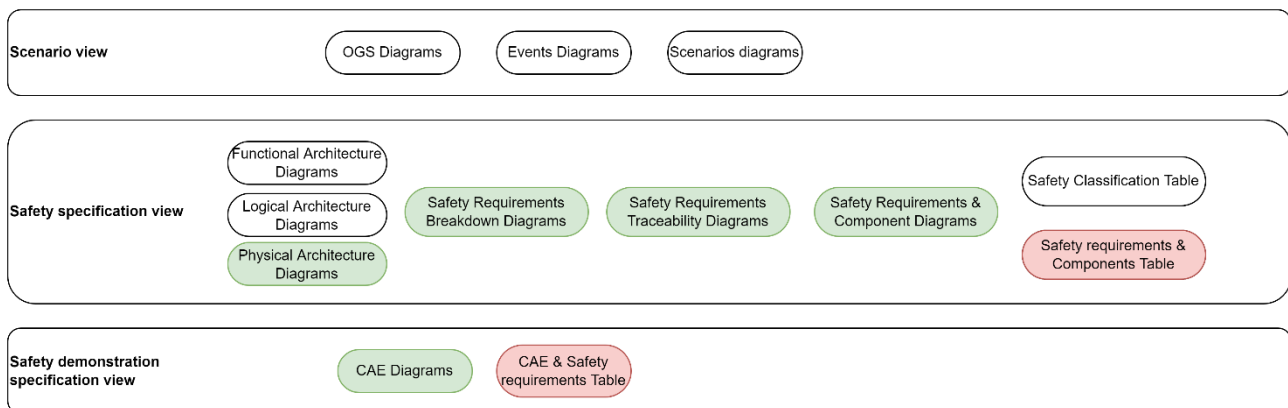 Scenario view
OGS Diagrams
Events Diagrams
Scenarios diagrams
Safety specification view
Functional Architecture
Diagrams
Logical Architecture
Diagrams
Physical Architecture
Diagrams
Safety Requirements
Breakdown Diagrams
Safety Requirements
Traceability Diagrams
Safety Requirements &
Component Diagrams
Safety Classification Table
Safety requirements &
Components Table
Safety demonstration
specification view
CAE Diagrams
CAE & Safety
requirements Table